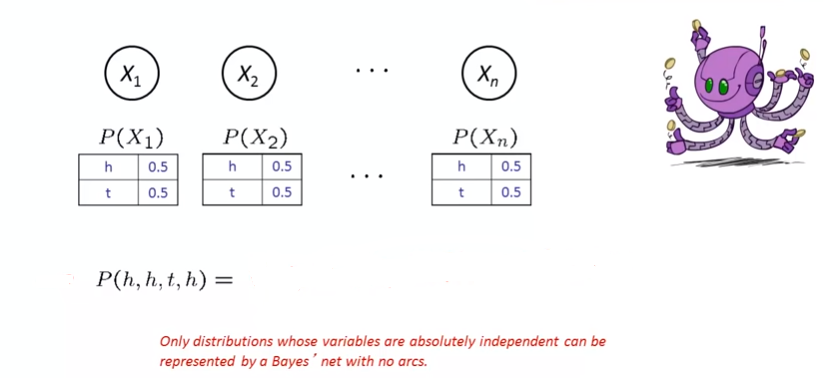 X1 X2 ... Xn
P(X1) P(X2) P(Xn)
h 0.5 h 0.5 h 0.5
... 
t 0.5 t 0.5 t 0.5
P(h, h, t, h) =
Only distributions whose variables are absolutely independent can be
represented by a Bayes’ net with no arcs.